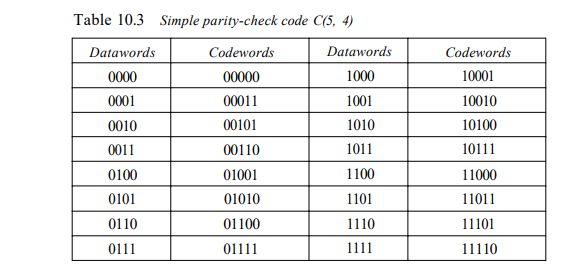 Table 10.3 Simple parity-check code C(5, 4)
Datawords Codewords Datawords Codewords
0000 00000 1000 10001
0001 00011 1001 10010
0010 00101 1010 10100
0011 00110 1011 10111
0100 01001 1100 11000
0101 01010 1101 11011
0110 01100 1110 11101
0111 01111 1111 11110